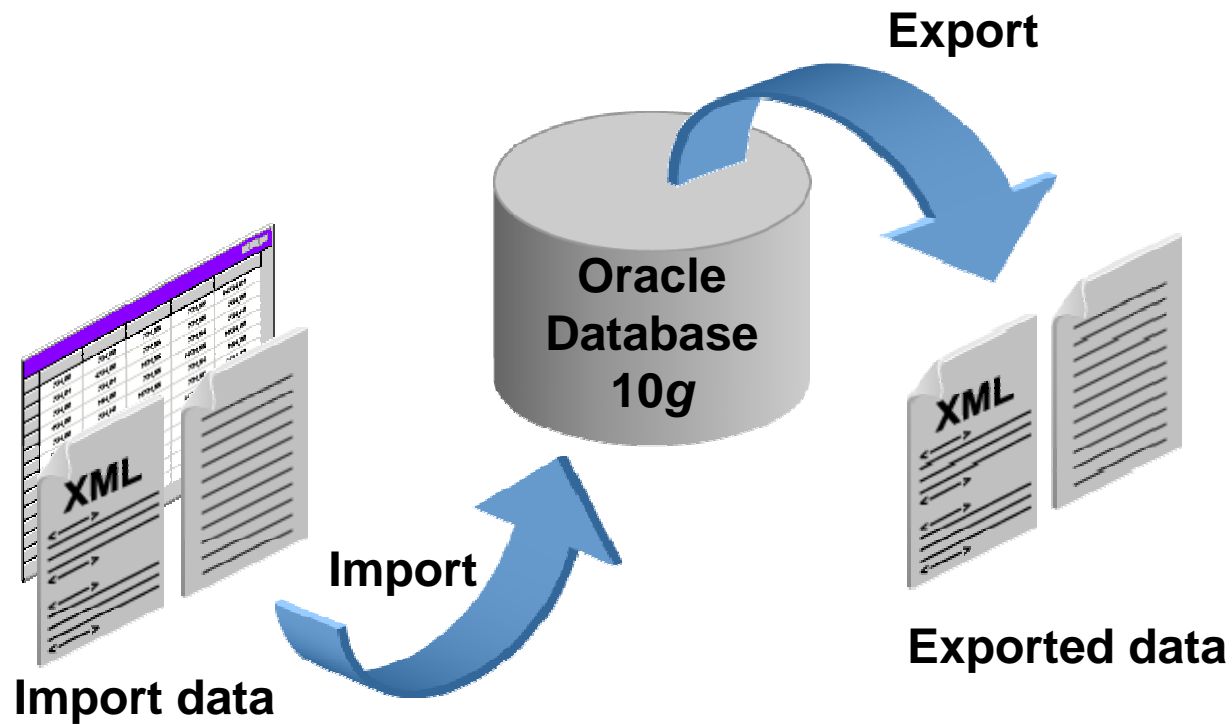 Export
Oracle
Database
10g
XML
XML
Import
Exported data
Import data